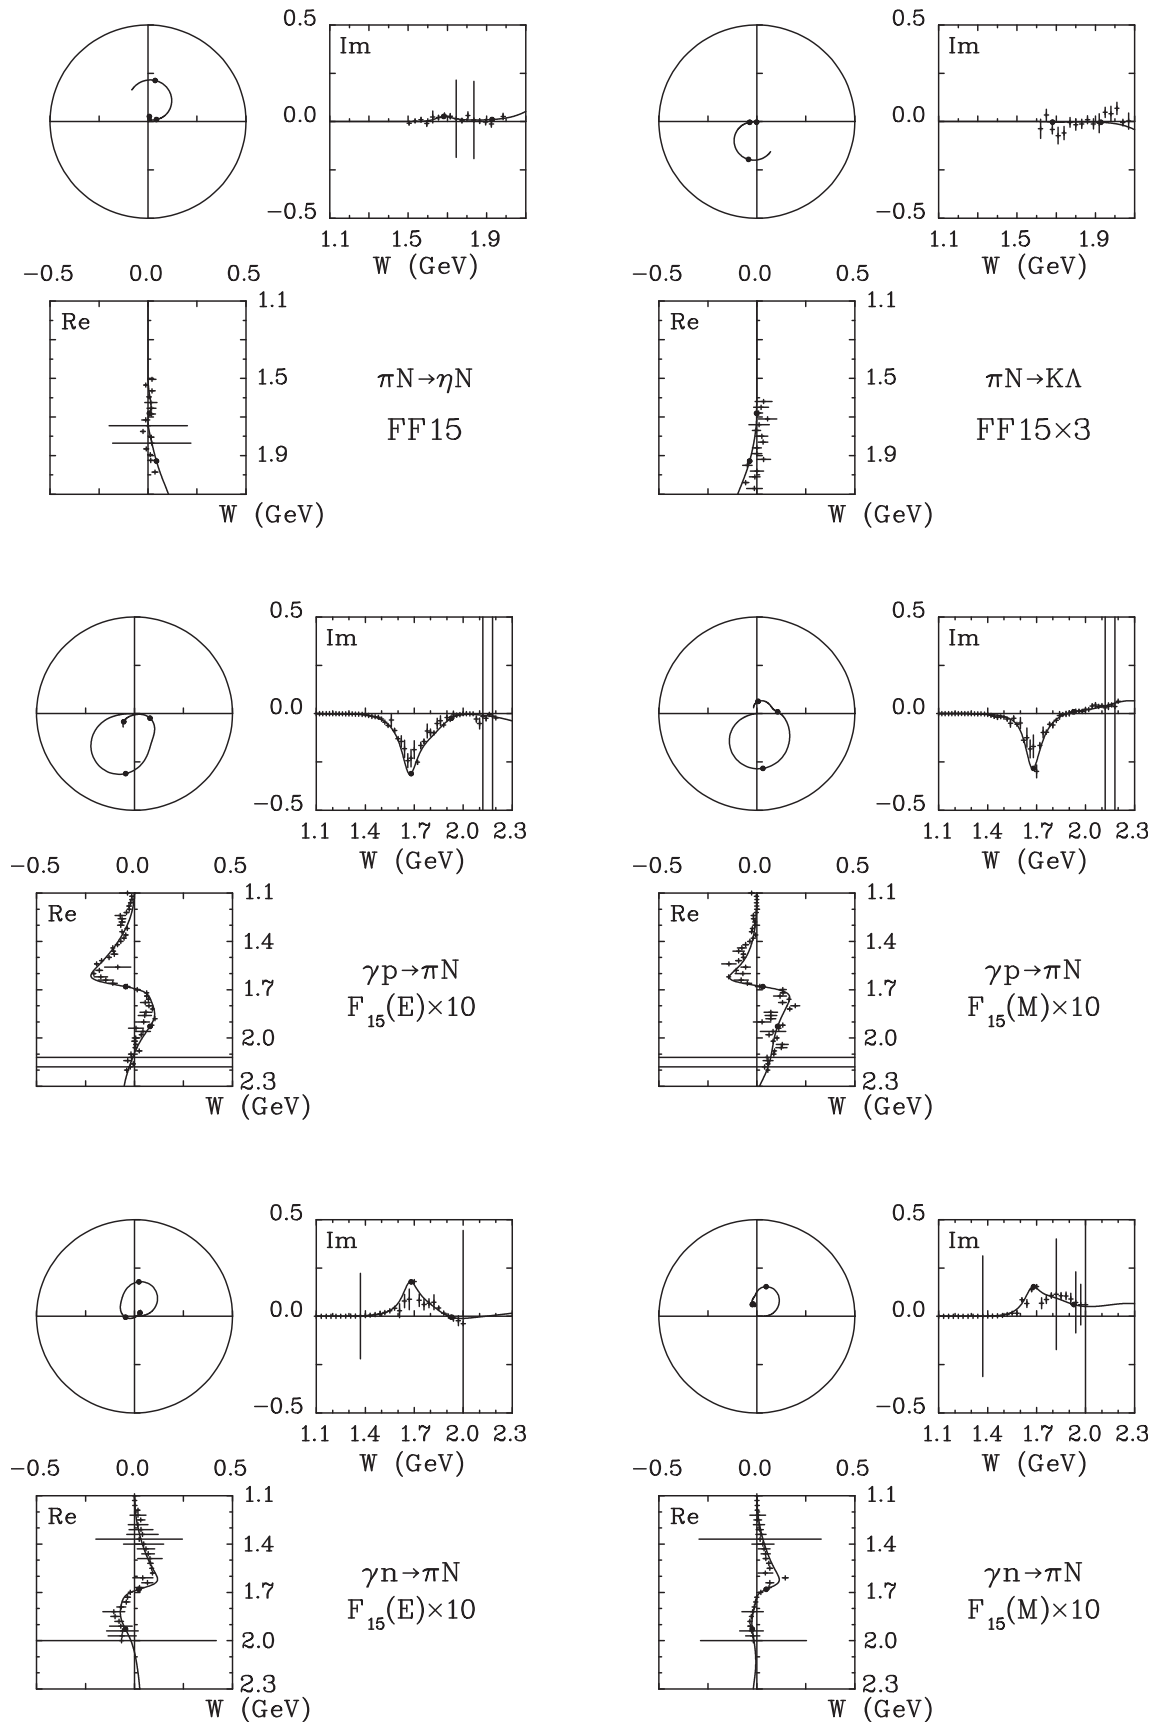 0.5
Im
0.0
−0.5
1.1 1.5 1.9
W (GeV)
−0.5 0.0 0.5
Re
1.1
1.5
1.9
W (GeV)
πN→ηN
FF15
0.5
Im
0.0
−0.5
1.1 1.5 1.9
W (GeV)
−0.5 0.0 0.5
Re
1.1
1.5
1.9
W (GeV)
πN→KΛ
FF15×3
0.5
Im
0.0
−0.5
1.1 1.4 1.7 2.0 2.3
W (GeV)
−0.5 0.0 0.5
Re
1.1
1.4
1.7
2.0
2.3
W (GeV)
γp→πN
F15(E)×10
0.5
Im
0.0
−0.5
1.1 1.4 1.7 2.0 2.3
W (GeV)
−0.5 0.0 0.5
Re
1.1
1.4
1.7
2.0
2.3
W (GeV)
γp→πN
F15(M)×10
0.5
Im
0.0
−0.5
1.1 1.4 1.7 2.0 2.3
W (GeV)
−0.5 0.0 0.5
Re
1.1
1.4
1.7
2.0
2.3
W (GeV)
γn→πN
F15(E)×10
0.5
Im
0.0
−0.5
1.1 1.4 1.7 2.0 2.3
W (GeV)
−0.5 0.0 0.5
Re
1.1
1.4
1.7
2.0
2.3
W (GeV)
γn→πN
F15(M)×10